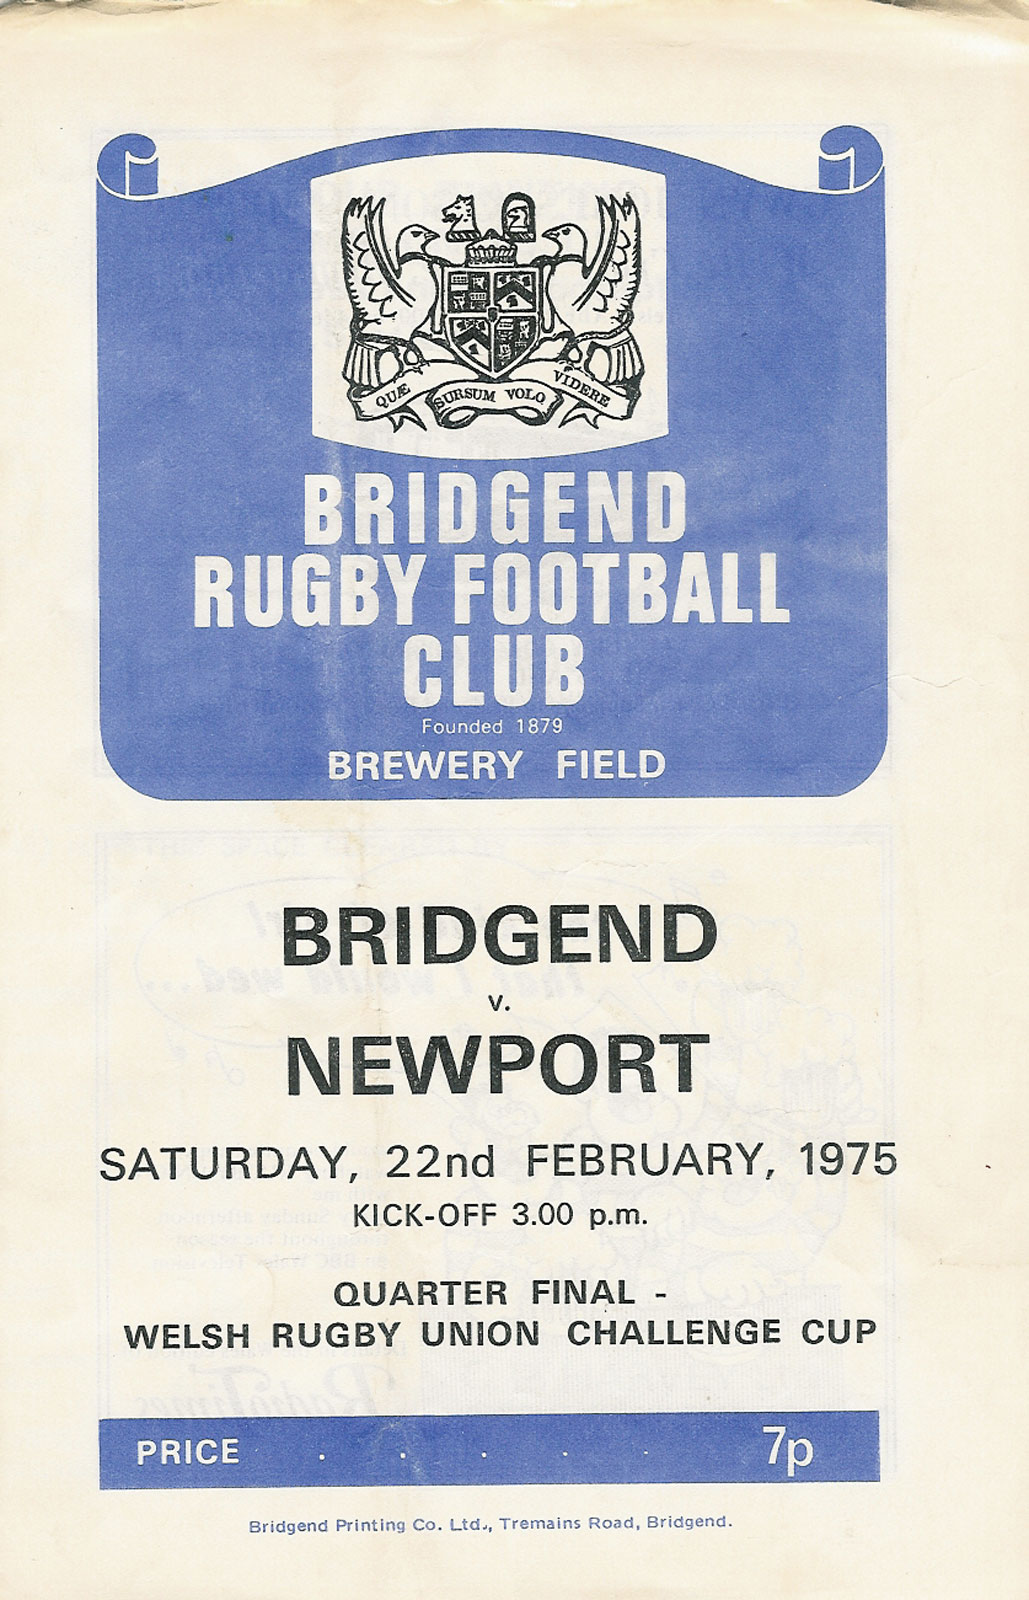 QUÆ SURSUM VOLO VIDERE
BRIDGEND
RUGBY FOOTBALL
CLUB
Founded 1879
BREWERY FIELD
BRIDGEND
v.
NEWPORT
SATURDAY, 22nd FEBRUARY, 1975
KICK-OFF 3.00 p.m.
QUARTER FINAL -
WELSH RUGBY UNION CHALLENGE CUP
PRICE . . . . . 7p
Bridgend Printing Co. Ltd., Tremains Road, Bridgend.